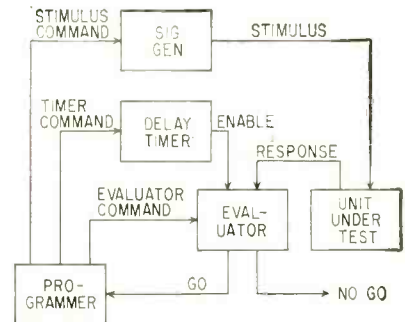 STIMULUS
COMMAND
SIG
GEN
STIMULUS
TIMER
COMMAND
DELAY
TIMER
ENABLE
RESPONSE
EVALUATOR
COMMAND
EVAL-
UATOR
UNIT
UNDER
TEST
PRO-
GRAMMER
GO
NO GO